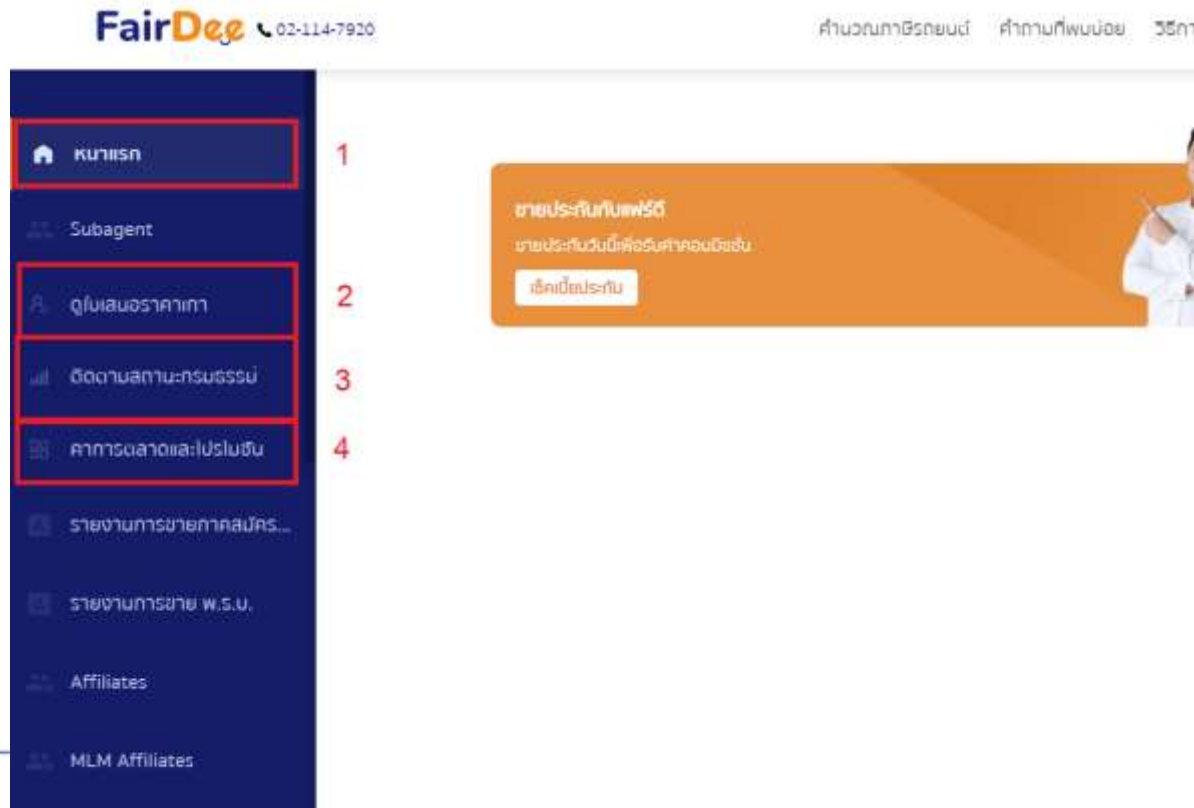 FairDee 02-114-7920
คำนวณภาษีรถยนต์ คำถามที่พบบ่อย วิธีกา
หน้าแรก
1
ขายประกันกับแฟร์ดี
Subagent
ขายประกันวันนี้เพื่อรับค่าคอมมิชชั่น
เช็คเบี้ยประกัน
ดูใบเสนอราคาเก่า
2
ติดตามสถานะกรมธรรม์
3
ค่าการตลาดและโปรโมชัน
4
รายงานการขายภาคสมัคร...
รายงานการขาย พ.ร.บ.
Affiliates
MLM Affiliates